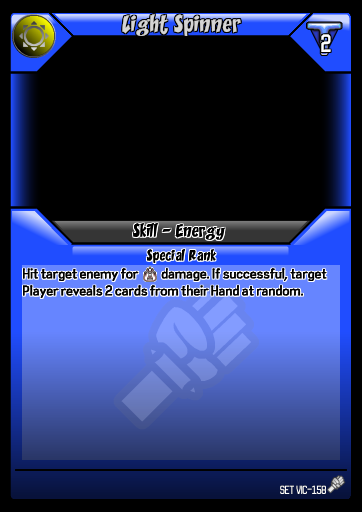 Light Spinner
2
Skill - Energy
Special Rank
Hit target enemy for damage. If successful, target
Player reveals 2 cards from their Hand at random.
SET VIC-158